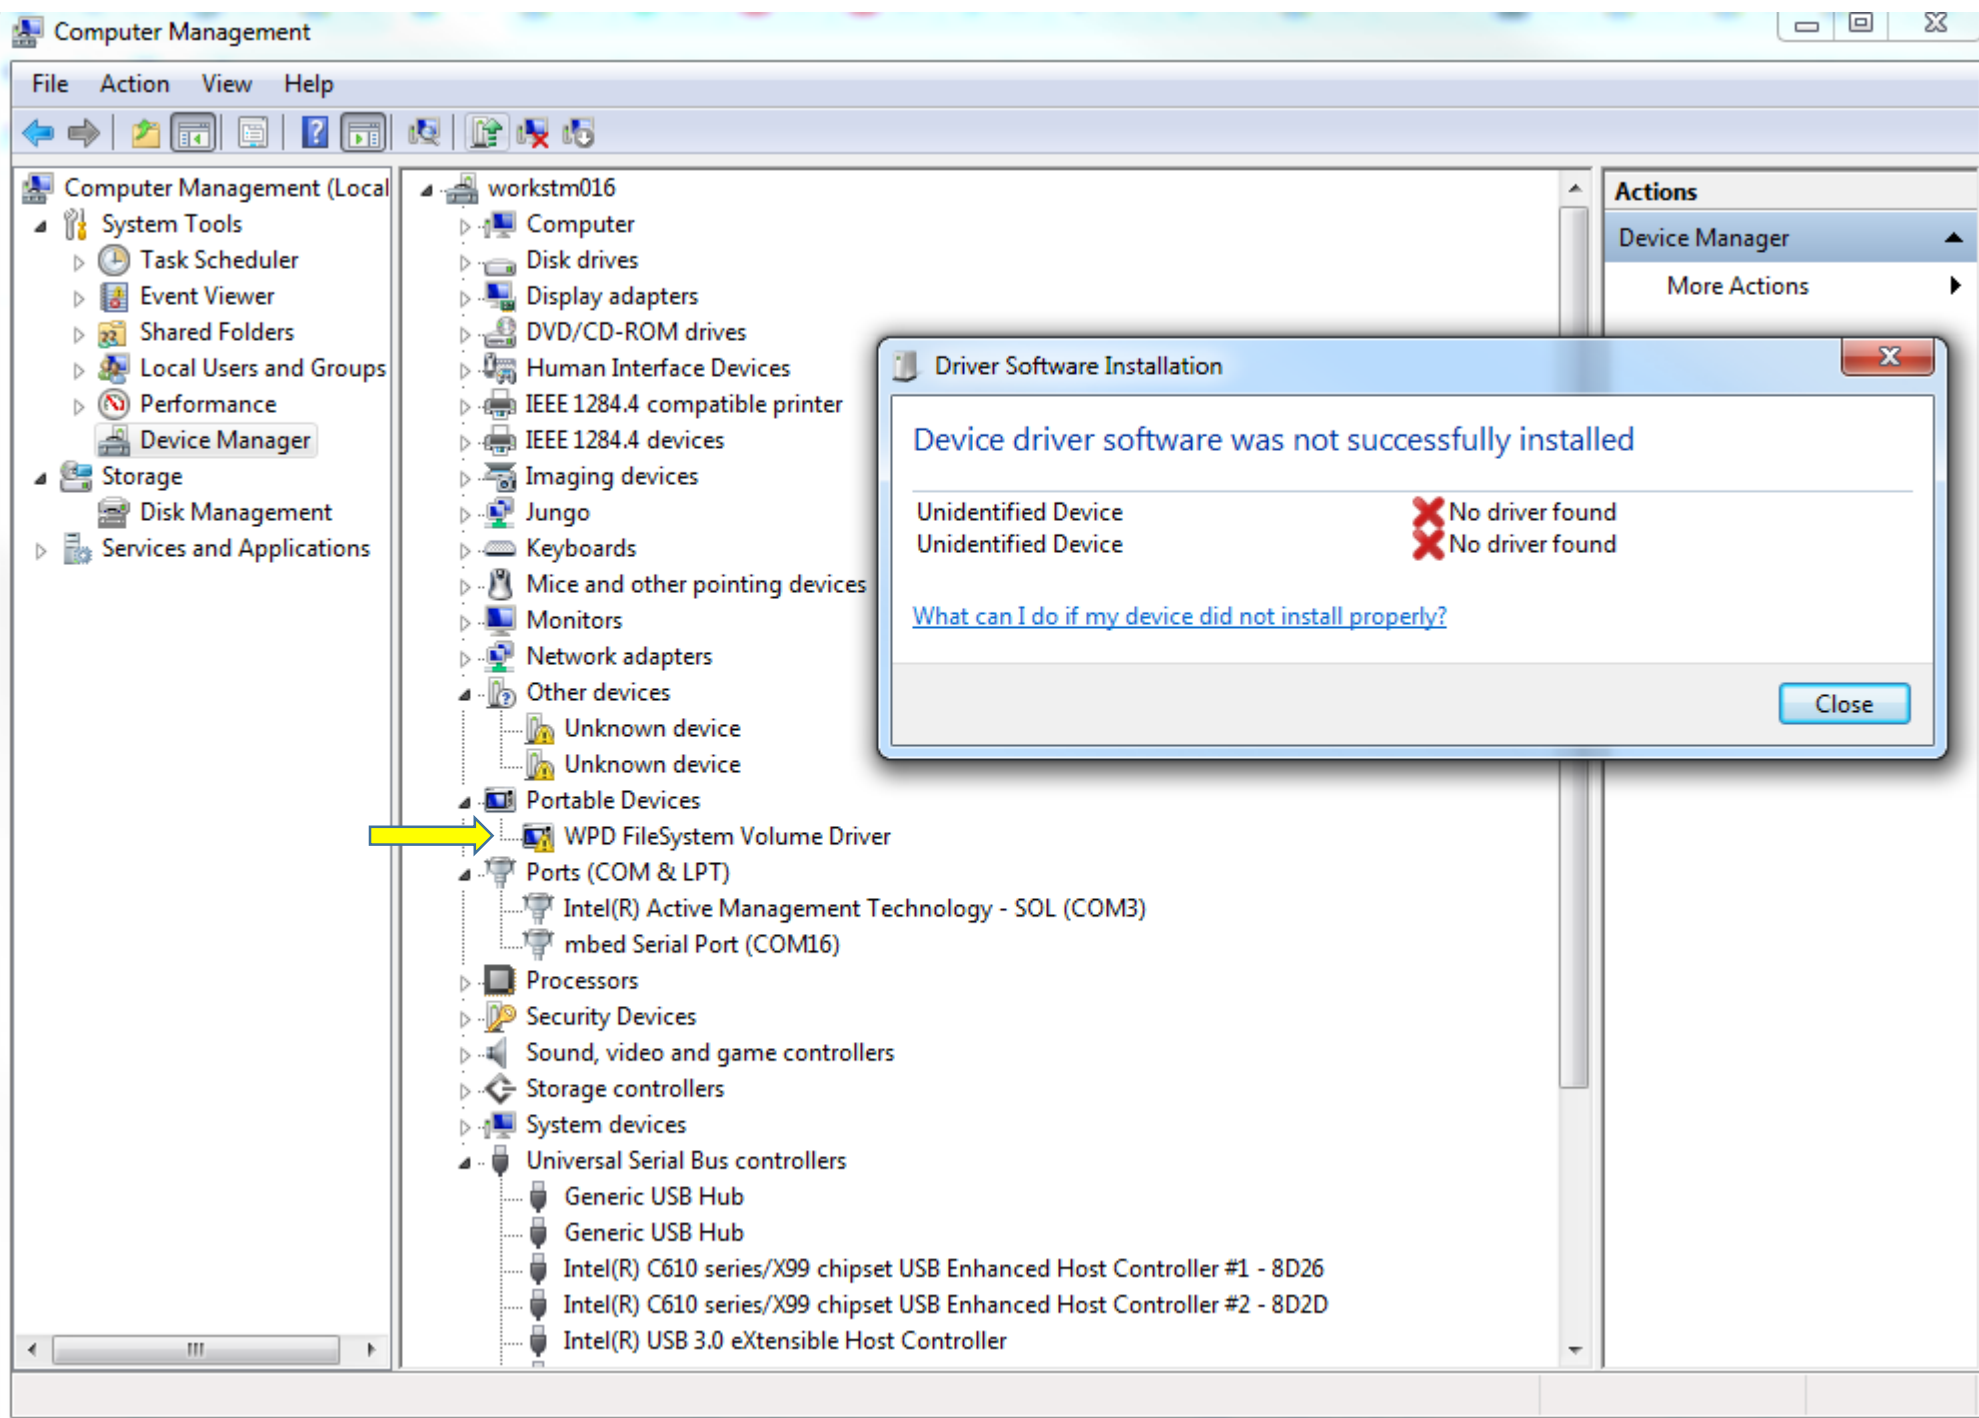 Computer Management
File Action View Help
Computer Management (Local
System Tools
Task Scheduler
Event Viewer
Shared Folders
Local Users and Groups
Performance
Device Manager
Storage
Disk Management
Services and Applications
workstm016
Computer
Disk drives
Display adapters
DVD/CD-ROM drives
Human Interface Devices
IEEE 1284.4 compatible printer
IEEE 1284.4 devices
Imaging devices
Jungo
Keyboards
Mice and other pointing devices
Monitors
Network adapters
Other devices
Unknown device
Unknown device
Portable Devices
WPD FileSystem Volume Driver
Ports (COM & LPT)
Intel(R) Active Management Technology - SOL (COM3)
mbed Serial Port (COM16)
Processors
Security Devices
Sound, video and game controllers
Storage controllers
System devices
Universal Serial Bus controllers
Generic USB Hub
Generic USB Hub
Intel(R) C610 series/X99 chipset USB Enhanced Host Controller #1 - 8D26
Intel(R) C610 series/X99 chipset USB Enhanced Host Controller #2 - 8D2D
Intel(R) USB 3.0 eXtensible Host Controller
Actions
Device Manager
More Actions
Driver Software Installation
Device driver software was not successfully installed
Unidentified Device No driver found
Unidentified Device No driver found
What can I do if my device did not install properly?
Close